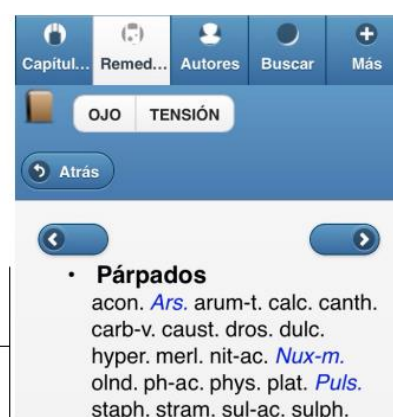 Capítul... Remed... Autores Buscar Más
OJO TENSIÓN
Atrás
• Párpados
acon. Ars. arum-t. calc. canth.
carb-v. caust. dros. dulc.
hyper. merl. nit-ac. Nux-m.
olnd. ph-ac. phys. plat. Puls.
staph. stram. sul-ac. sulph.